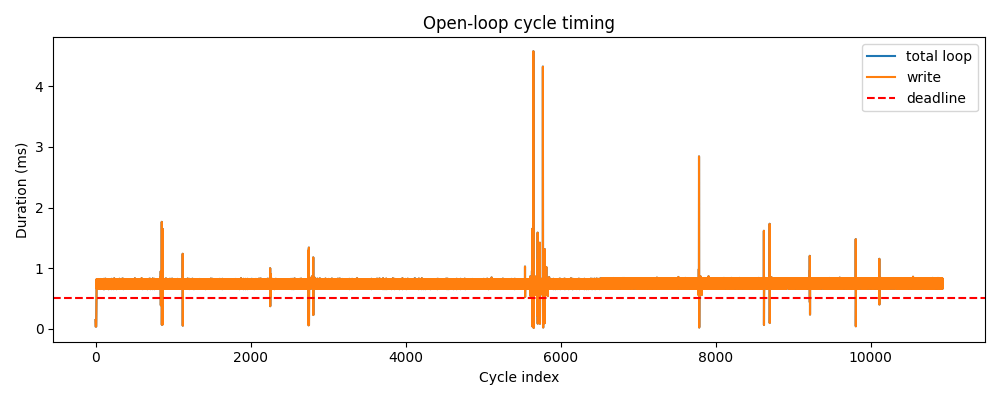 Open-loop cycle timing
total loop
write
deadline
Duration (ms)
4
3
2
1
0
0 2000 4000 6000 8000 10000
Cycle index